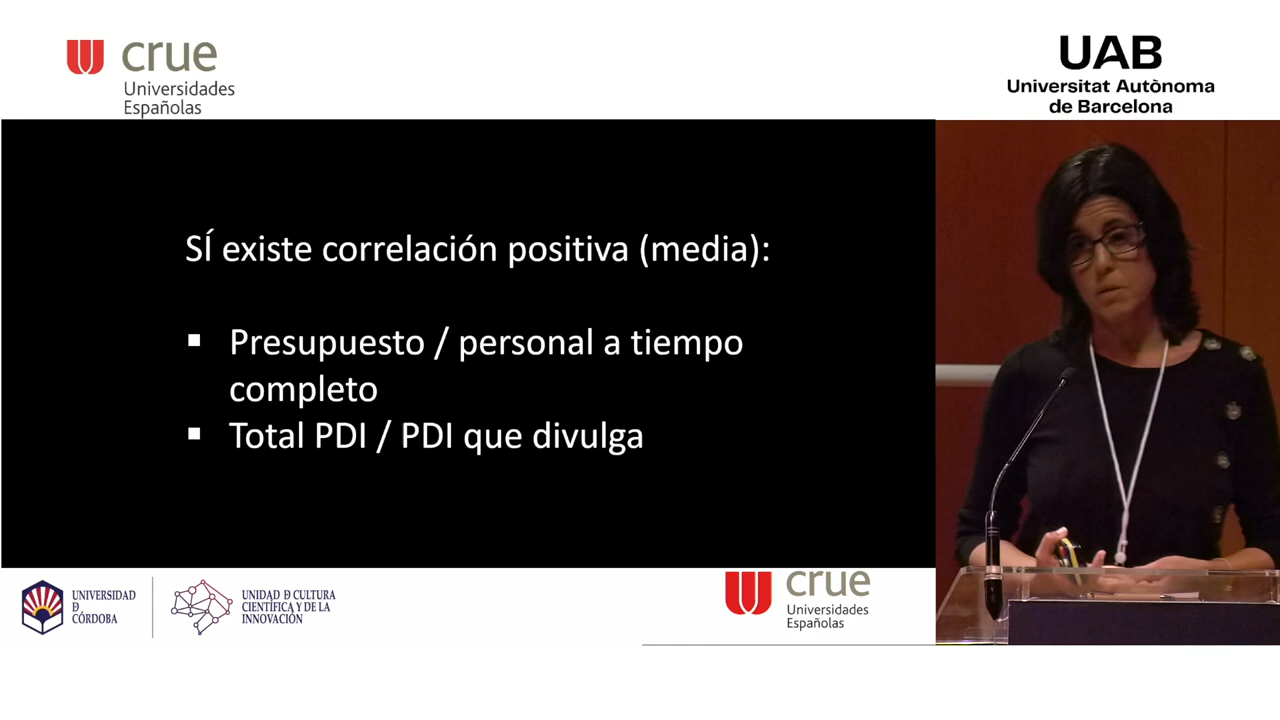 crue
Universidades
Españolas
UAB
Universitat Autònoma
de Barcelona
SÍ existe correlación positiva (media):
▪ Presupuesto / personal a tiempo
completo
▪ Total PDI / PDI que divulga
UNIVERSIDAD
Đ
CÓRDOBA
UNIDAD Đ CULTURA
CIENTÍFICA Y DE LA
INNOVACIÓN
crue
Universidades
Españolas